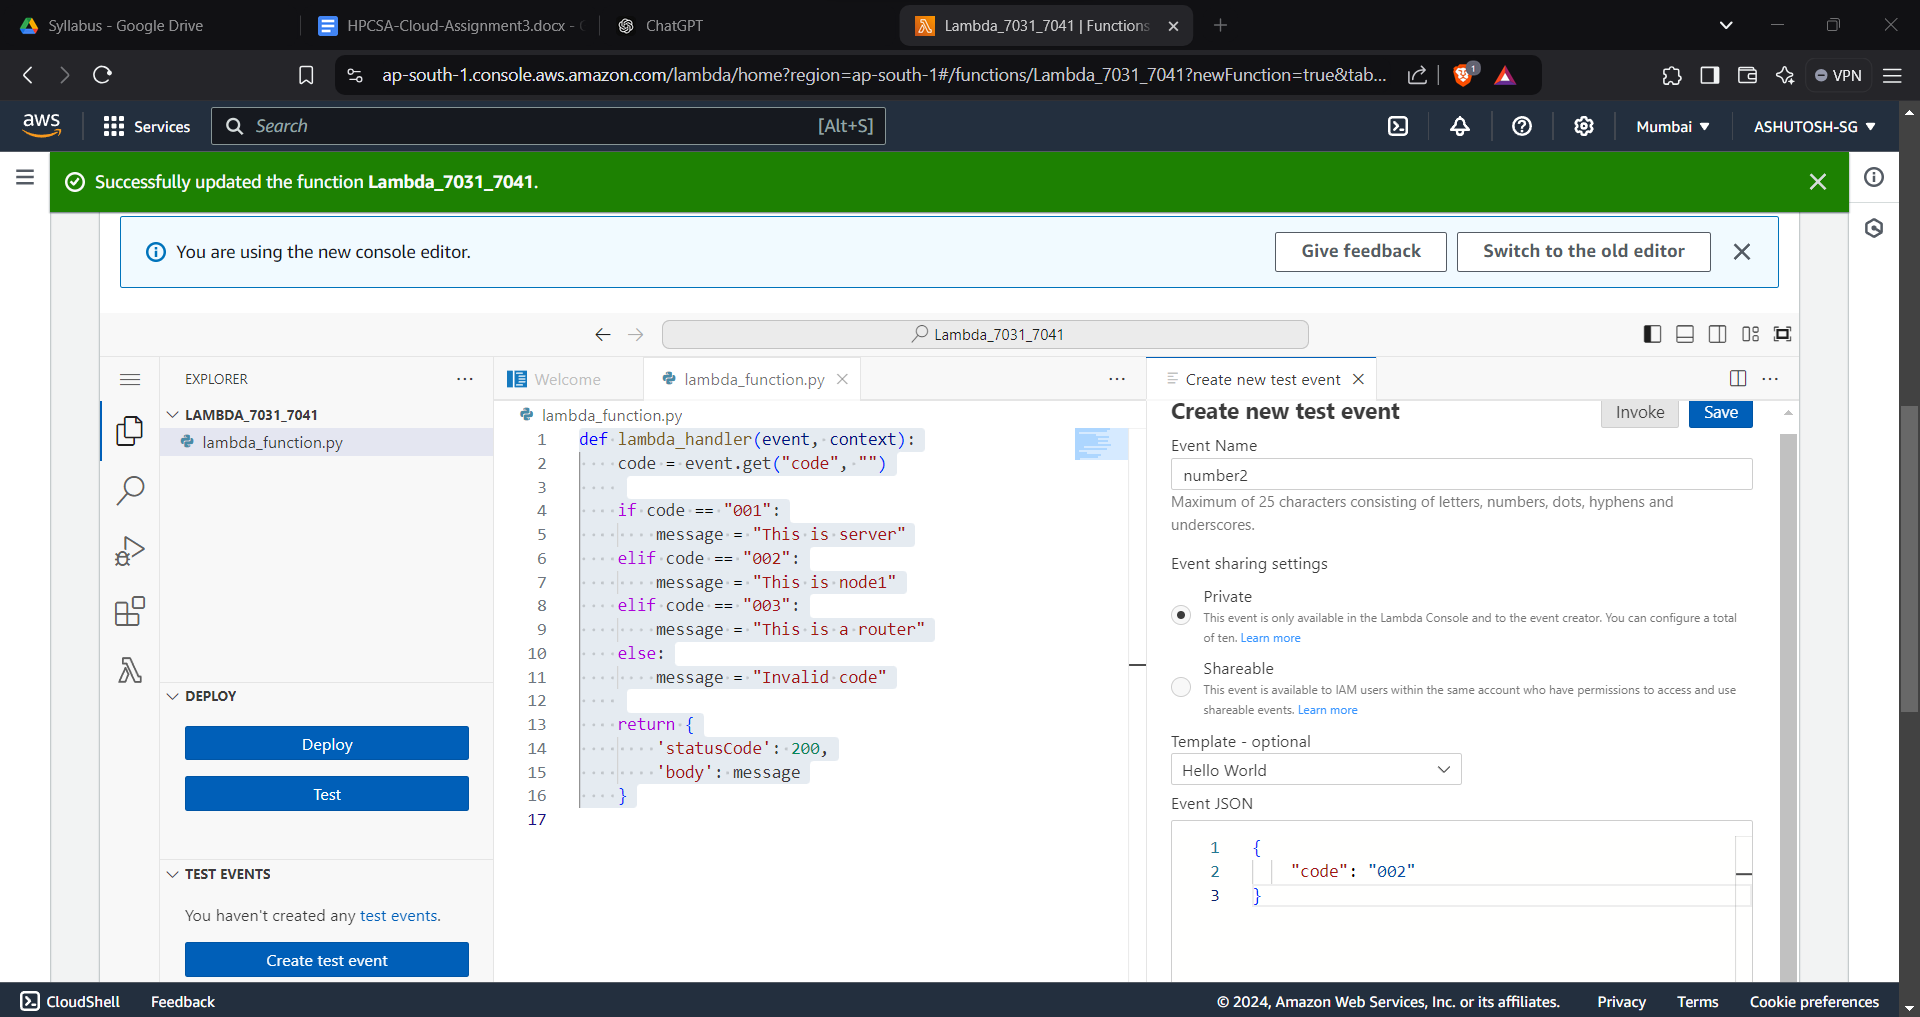 Syllabus - Google Drive
HPCSA-Cloud-Assignment3.docx -
ChatGPT
Lambda_7031_7041 | Functions
ap-south-1.console.aws.amazon.com/lambda/home?region=ap-south-1#/functions/Lambda_7031_7041?newFunction=true&tab...
1
VPN
aws
Services
Search
[Alt+S]
Mumbai
ASHUTOSH-SG
Successfully updated the function Lambda_7031_7041.
You are using the new console editor.
Give feedback
Switch to the old editor
Lambda_7031_7041
EXPLORER
LAMBDA_7031_7041
lambda_function.py
DEPLOY
Deploy
Test
TEST EVENTS
You haven't created any test events.
Create test event
Welcome
lambda_function.py
lambda_function.py
1 def lambda_handler(event, context):
2     code = event.get("code", "")
3
4     if code == "001":
5         message = "This is server"
6     elif code == "002":
7         message = "This is node1"
8     elif code == "003":
9         message = "This is a router"
10     else:
11         message = "Invalid code"
12
13     return {
14         'statusCode': 200,
15         'body': message
16     }
17
Create new test event
Create new test event
Invoke
Save
Event Name
number2
Maximum of 25 characters consisting of letters, numbers, dots, hyphens and
underscores.
Event sharing settings
Private
This event is only available in the Lambda Console and to the event creator. You can configure a total
of ten. Learn more
Shareable
This event is available to IAM users within the same account who have permissions to access and use
shareable events. Learn more
Template - optional
Hello World
Event JSON
1 {
2     "code": "002"
3 }
CloudShell
Feedback
© 2024, Amazon Web Services, Inc. or its affiliates.
Privacy
Terms
Cookie preferences